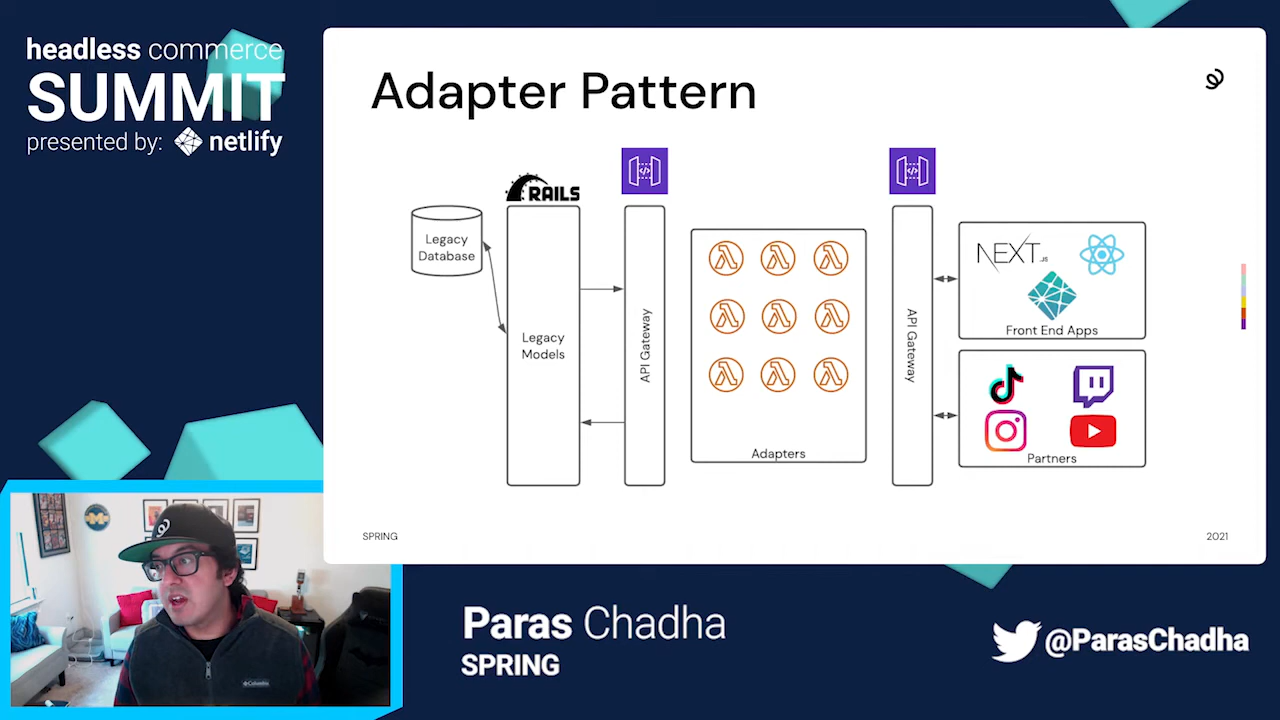 headless commerce
SUMMIT
presented by: netlify
Adapter Pattern
RAILS
Legacy
Database
Legacy
Models
API Gateway
Adapters
API Gateway
NEXT.JS
Front End Apps
Partners
SPRING
2021
Columbia
Paras Chadha
SPRING
@ParasChadha